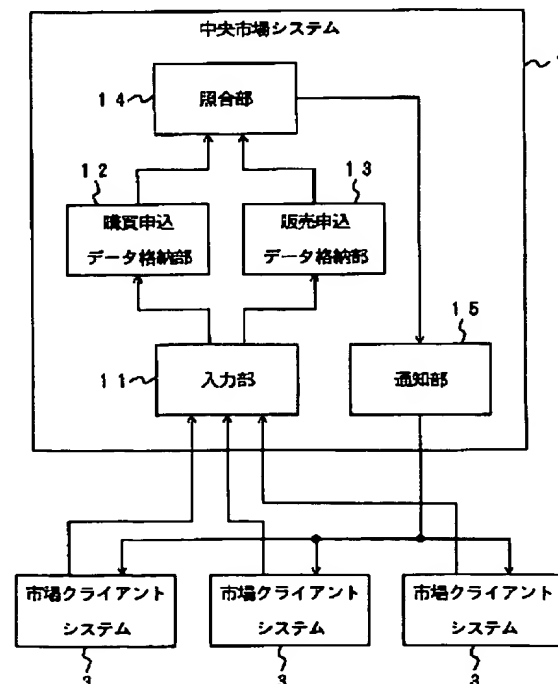 中央市場システム
14
照合部
12
13
購買申込
データ格納部
販売申込
データ格納部
15
11
入力部
通知部
市場クライアント
システム
市場クライアント
システム
市場クライアント
システム
3
3
3